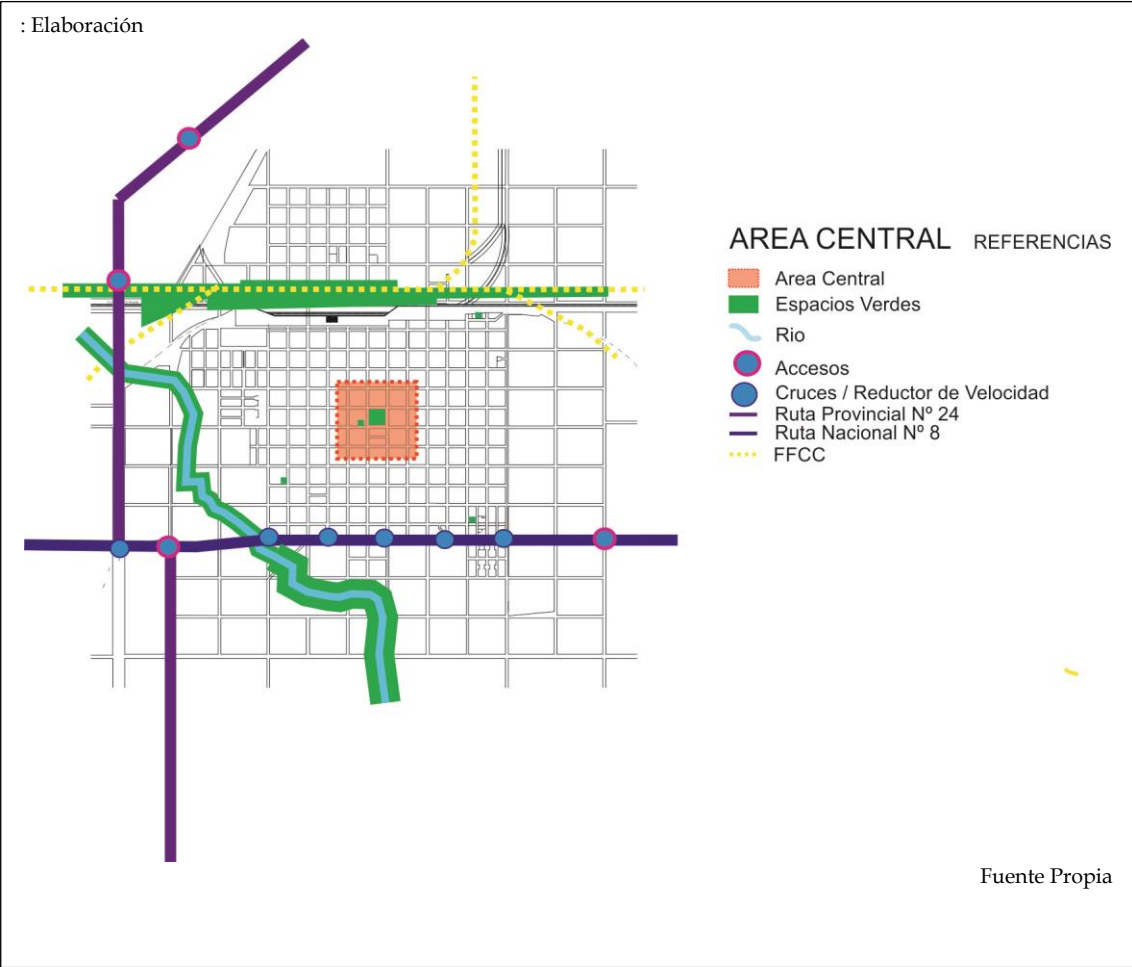 : Elaboración
AREA CENTRAL REFERENCIAS
Area Central
Espacios Verdes
Rio
Accesos
Cruces / Reductor de Velocidad
Ruta Provincial Nº 24
Ruta Nacional Nº 8
FFCC
Fuente Propia